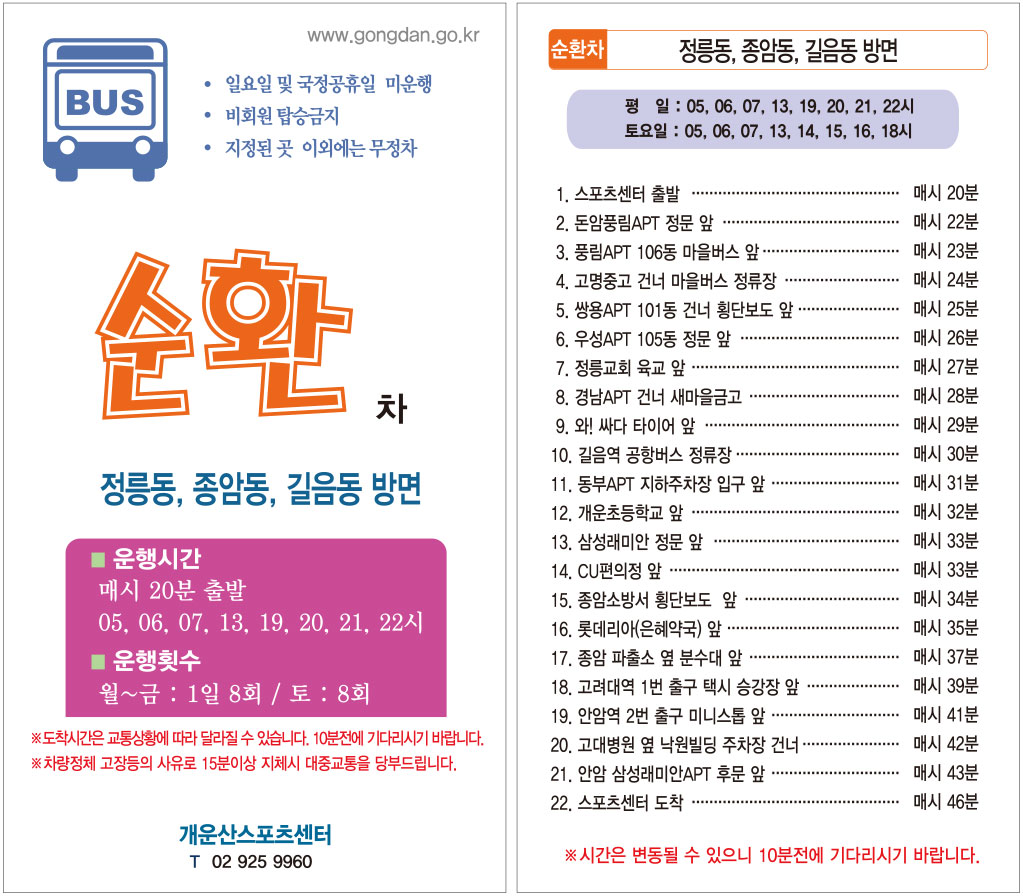 www.gongdan.go.kr
BUS
• 일요일 및 국정공휴일 미운행
• 비회원 탑승금지
• 지정된 곳 이외에는 무정차
순환 차
정릉동, 종암동, 길음동 방면
■ 운행시간
매시 20분 출발
05, 06, 07, 13, 19, 20, 21, 22시
■ 운행횟수
월~금 : 1일 8회 / 토 : 8회
※도착시간은 교통상황에 따라 달라질 수 있습니다. 10분전에 기다리시기 바랍니다.
※차량정체 고장등의 사유로 15분이상 지체시 대중교통을 당부드립니다.
개운산스포츠센터
T 02 925 9960
순환차 정릉동, 종암동, 길음동 방면
평 일 : 05, 06, 07, 13, 19, 20, 21, 22시
토요일 : 05, 06, 07, 13, 14, 15, 16, 18시
1. 스포츠센터 출발 ········ 매시 20분
2. 돈암풍림APT 정문 앞 ········ 매시 22분
3. 풍림APT 106동 마을버스 앞 ········ 매시 23분
4. 고명중고 건너 마을버스 정류장 ········ 매시 24분
5. 쌍용APT 101동 건너 횡단보도 앞 ········ 매시 25분
6. 우성APT 105동 정문 앞 ········ 매시 26분
7. 정릉교회 육교 앞 ········ 매시 27분
8. 경남APT 건너 새마을금고 ········ 매시 28분
9. 와! 싸다 타이어 앞 ········ 매시 29분
10. 길음역 공항버스 정류장 ········ 매시 30분
11. 동부APT 지하주차장 입구 앞 ········ 매시 31분
12. 개운초등학교 앞 ········ 매시 32분
13. 삼성래미안 정문 앞 ········ 매시 33분
14. CU편의정 앞 ········ 매시 33분
15. 종암소방서 횡단보도 앞 ········ 매시 34분
16. 롯데리아(은혜약국) 앞 ········ 매시 35분
17. 종암 파출소 옆 분수대 앞 ········ 매시 37분
18. 고려대역 1번 출구 택시 승강장 앞 ········ 매시 39분
19. 안암역 2번 출구 미니스톱 앞 ········ 매시 41분
20. 고대병원 옆 낙원빌딩 주차장 건너 ········ 매시 42분
21. 안암 삼성래미안APT 후문 앞 ········ 매시 43분
22. 스포츠센터 도착 ········ 매시 46분
※시간은 변동될 수 있으니 10분전에 기다리시기 바랍니다.